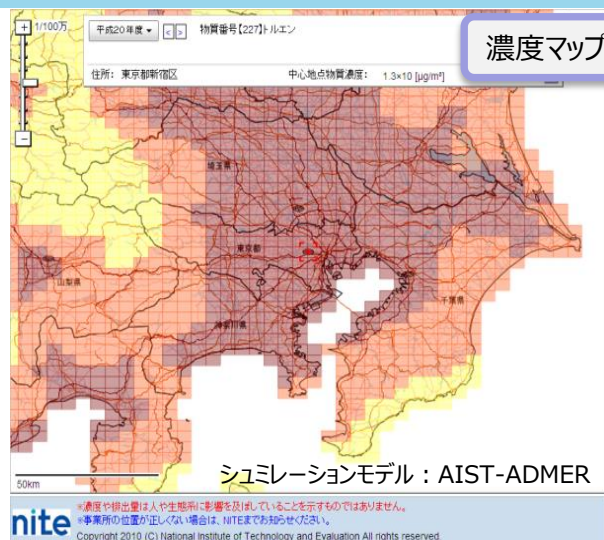 1/100万
平成20年度 < > 物質番号【227】トルエン
濃度マップ
住所: 東京都新宿区 中心地点物質濃度: 1.3×10 [μg/m³]
埼玉県
東京都
山梨県
千葉県
神奈川県
50km
シュミレーションモデル：AIST-ADMER
nite
*濃度や排出量は人や生態系に影響を及ぼしていることを示すものではありません。
*事業所の位置が正しくない場合は、NITEまでお知らせください。
Copyright 2010 (C) National Institute of Technology and Evaluation All rights reserved.